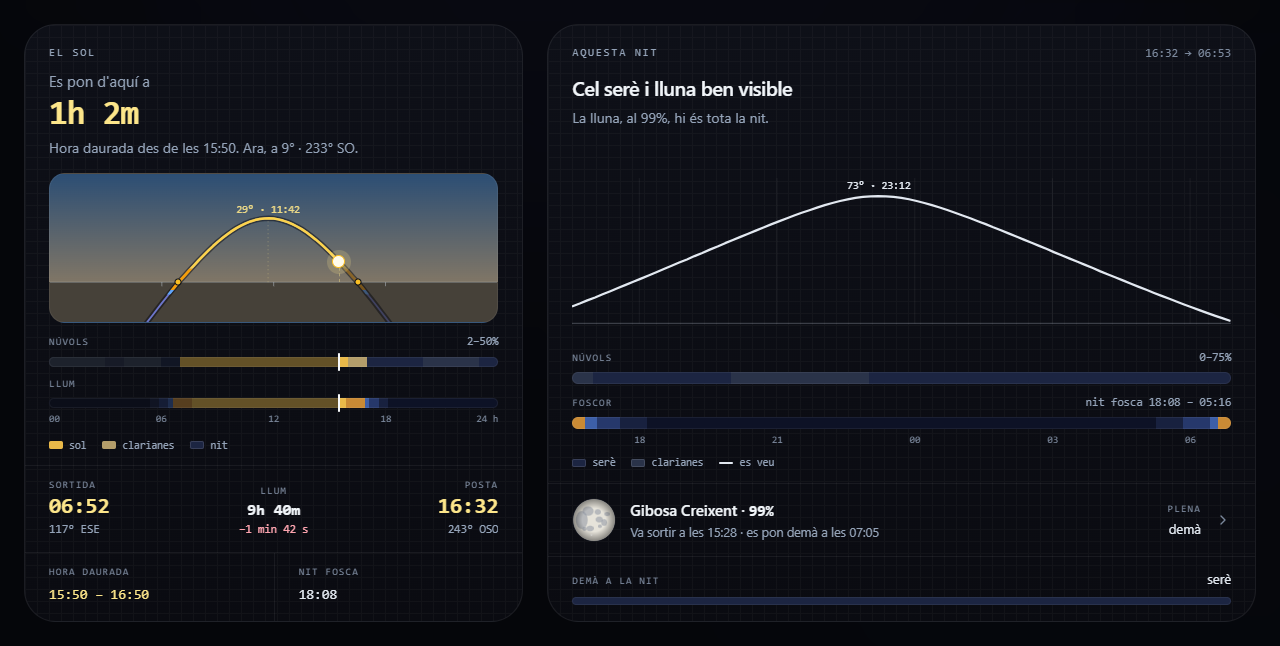 EL SOL
Es pon d'aquí a
1h 2m
Hora daurada des de les 15:50. Ara, a 9° · 233° SO.
29° · 11:42
NÚVOLS 2–50%
LLUM
00 06 12 18 24 h
sol clarianes nit
SORTIDA LLUM POSTA
06:52 9h 40m 16:32
117° ESE −1 min 42 s 243° OSO
HORA DAURADA NIT FOSCA
15:50 – 16:50 18:08
AQUESTA NIT 16:32 → 06:53
Cel serè i lluna ben visible
La lluna, al 99%, hi és tota la nit.
73° · 23:12
NÚVOLS 0–75%
FOSCOR nit fosca 18:08 – 05:16
18 21 00 03 06
serè clarianes es veu
Gibosa Creixent · 99% PLENA
Va sortir a les 15:28 · es pon demà a les 07:05 demà
DEMÀ A LA NIT serè